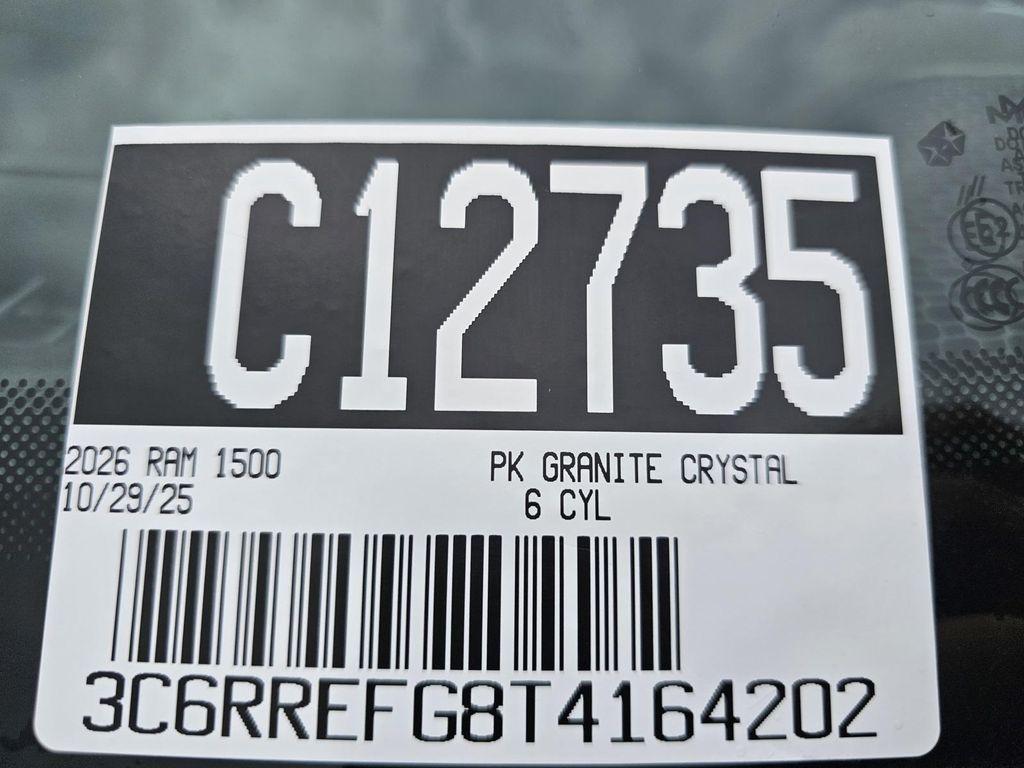 C12735
2026 RAM 1500
PK GRANITE CRYSTAL
10/29/25
6 CYL
3C6RREFG8T4164202